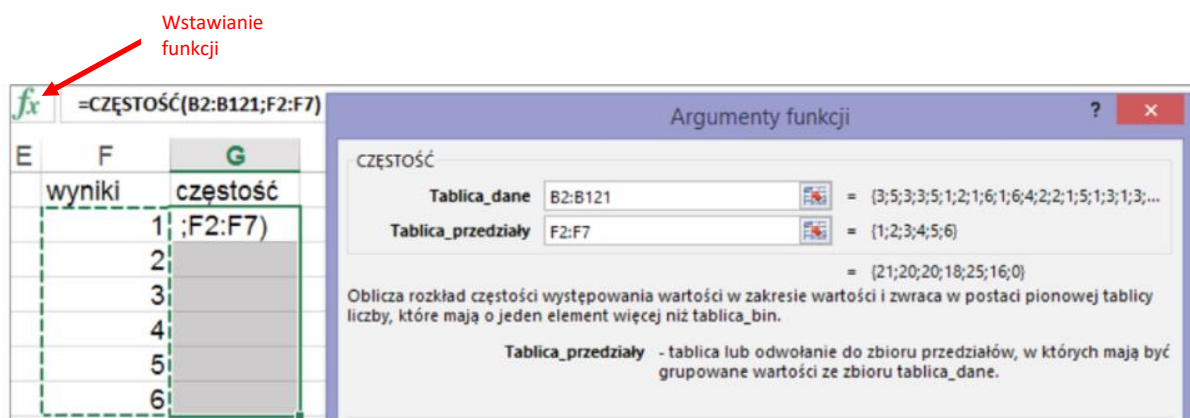 Wstawianie
funkcji
fx =CZĘSTOŚĆ(B2:B121;F2:F7)
Argumenty funkcji ? ×
E F G
wyniki częstość
1 ;F2:F7)
2
3
4
5
6
CZĘSTOŚĆ
Tablica_dane B2:B121 = {3;5;3;3;5;1;2;1;6;1;6;4;2;2;1;5;1;3;1;3;...
Tablica_przedziały F2:F7 = {1;2;3;4;5;6}
= {21;20;20;18;25;16;0}
Oblicza rozkład częstości występowania wartości w zakresie wartości i zwraca w postaci pionowej tablicy
liczby, które mają o jeden element więcej niż tablica_bin.
Tablica_przedziały - tablica lub odwołanie do zbioru przedziałów, w których mają być
grupowane wartości ze zbioru tablica_dane.